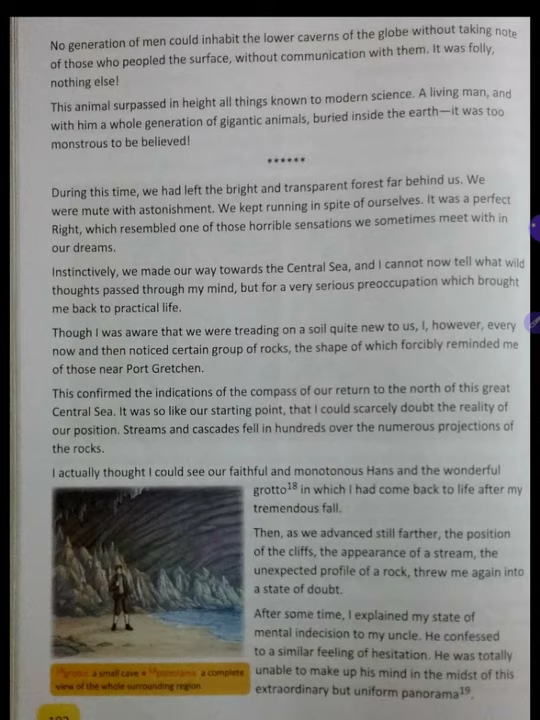 No generation of men could inhabit the lower caverns of the globe without taking note
of those who peopled the surface, without communication with them. It was folly,
nothing else!
This animal surpassed in height all things known to modern science. A living man, and
with him a whole generation of gigantic animals, buried inside the earth—it was too
monstrous to be believed!
******
During this time, we had left the bright and transparent forest far behind us. We
were mute with astonishment. We kept running in spite of ourselves. It was a perfect
Right, which resembled one of those horrible sensations we sometimes meet with in
our dreams.
Instinctively, we made our way towards the Central Sea, and I cannot now tell what wild
thoughts passed through my mind, but for a very serious preoccupation which brought
me back to practical life.
Though I was aware that we were treading on a soil quite new to us, I, however, every
now and then noticed certain group of rocks, the shape of which forcibly reminded me
of those near Port Gretchen.
This confirmed the indications of the compass of our return to the north of this great
Central Sea. It was so like our starting point, that I could scarcely doubt the reality of
our position. Streams and cascades fell in hundreds over the numerous projections of
the rocks.
I actually thought I could see our faithful and monotonous Hans and the wonderful
grotto¹⁸ in which I had come back to life after my
tremendous fall.
Then, as we advanced still farther, the position
of the cliffs, the appearance of a stream, the
unexpected profile of a rock, threw me again into
a state of doubt.
After some time, I explained my state of
mental indecision to my uncle. He confessed
to a similar feeling of hesitation. He was totally
unable to make up his mind in the midst of this
extraordinary but uniform panorama¹⁹.
¹⁸grotto a small cave • ¹⁹panorama a complete
view of the whole surrounding region